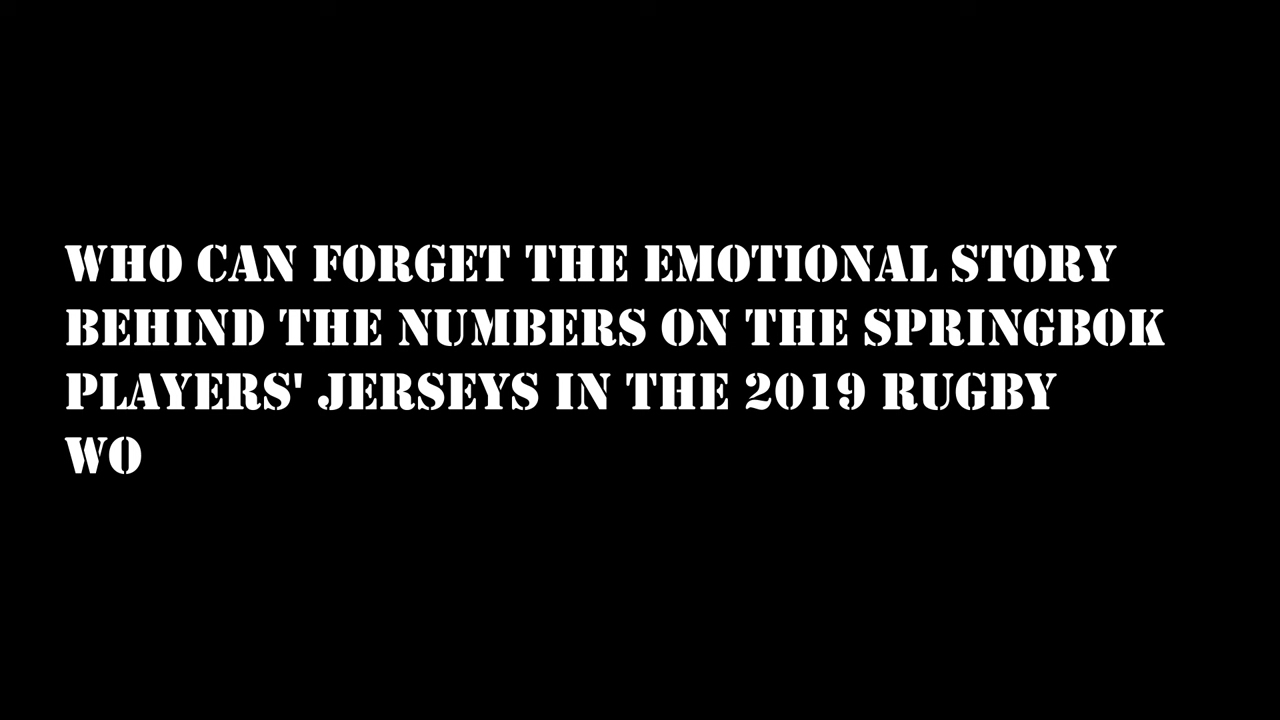 WHO CAN FORGET THE EMOTIONAL STORY
BEHIND THE NUMBERS ON THE SPRINGBOK
PLAYERS' JERSEYS IN THE 2019 RUGBY
WO